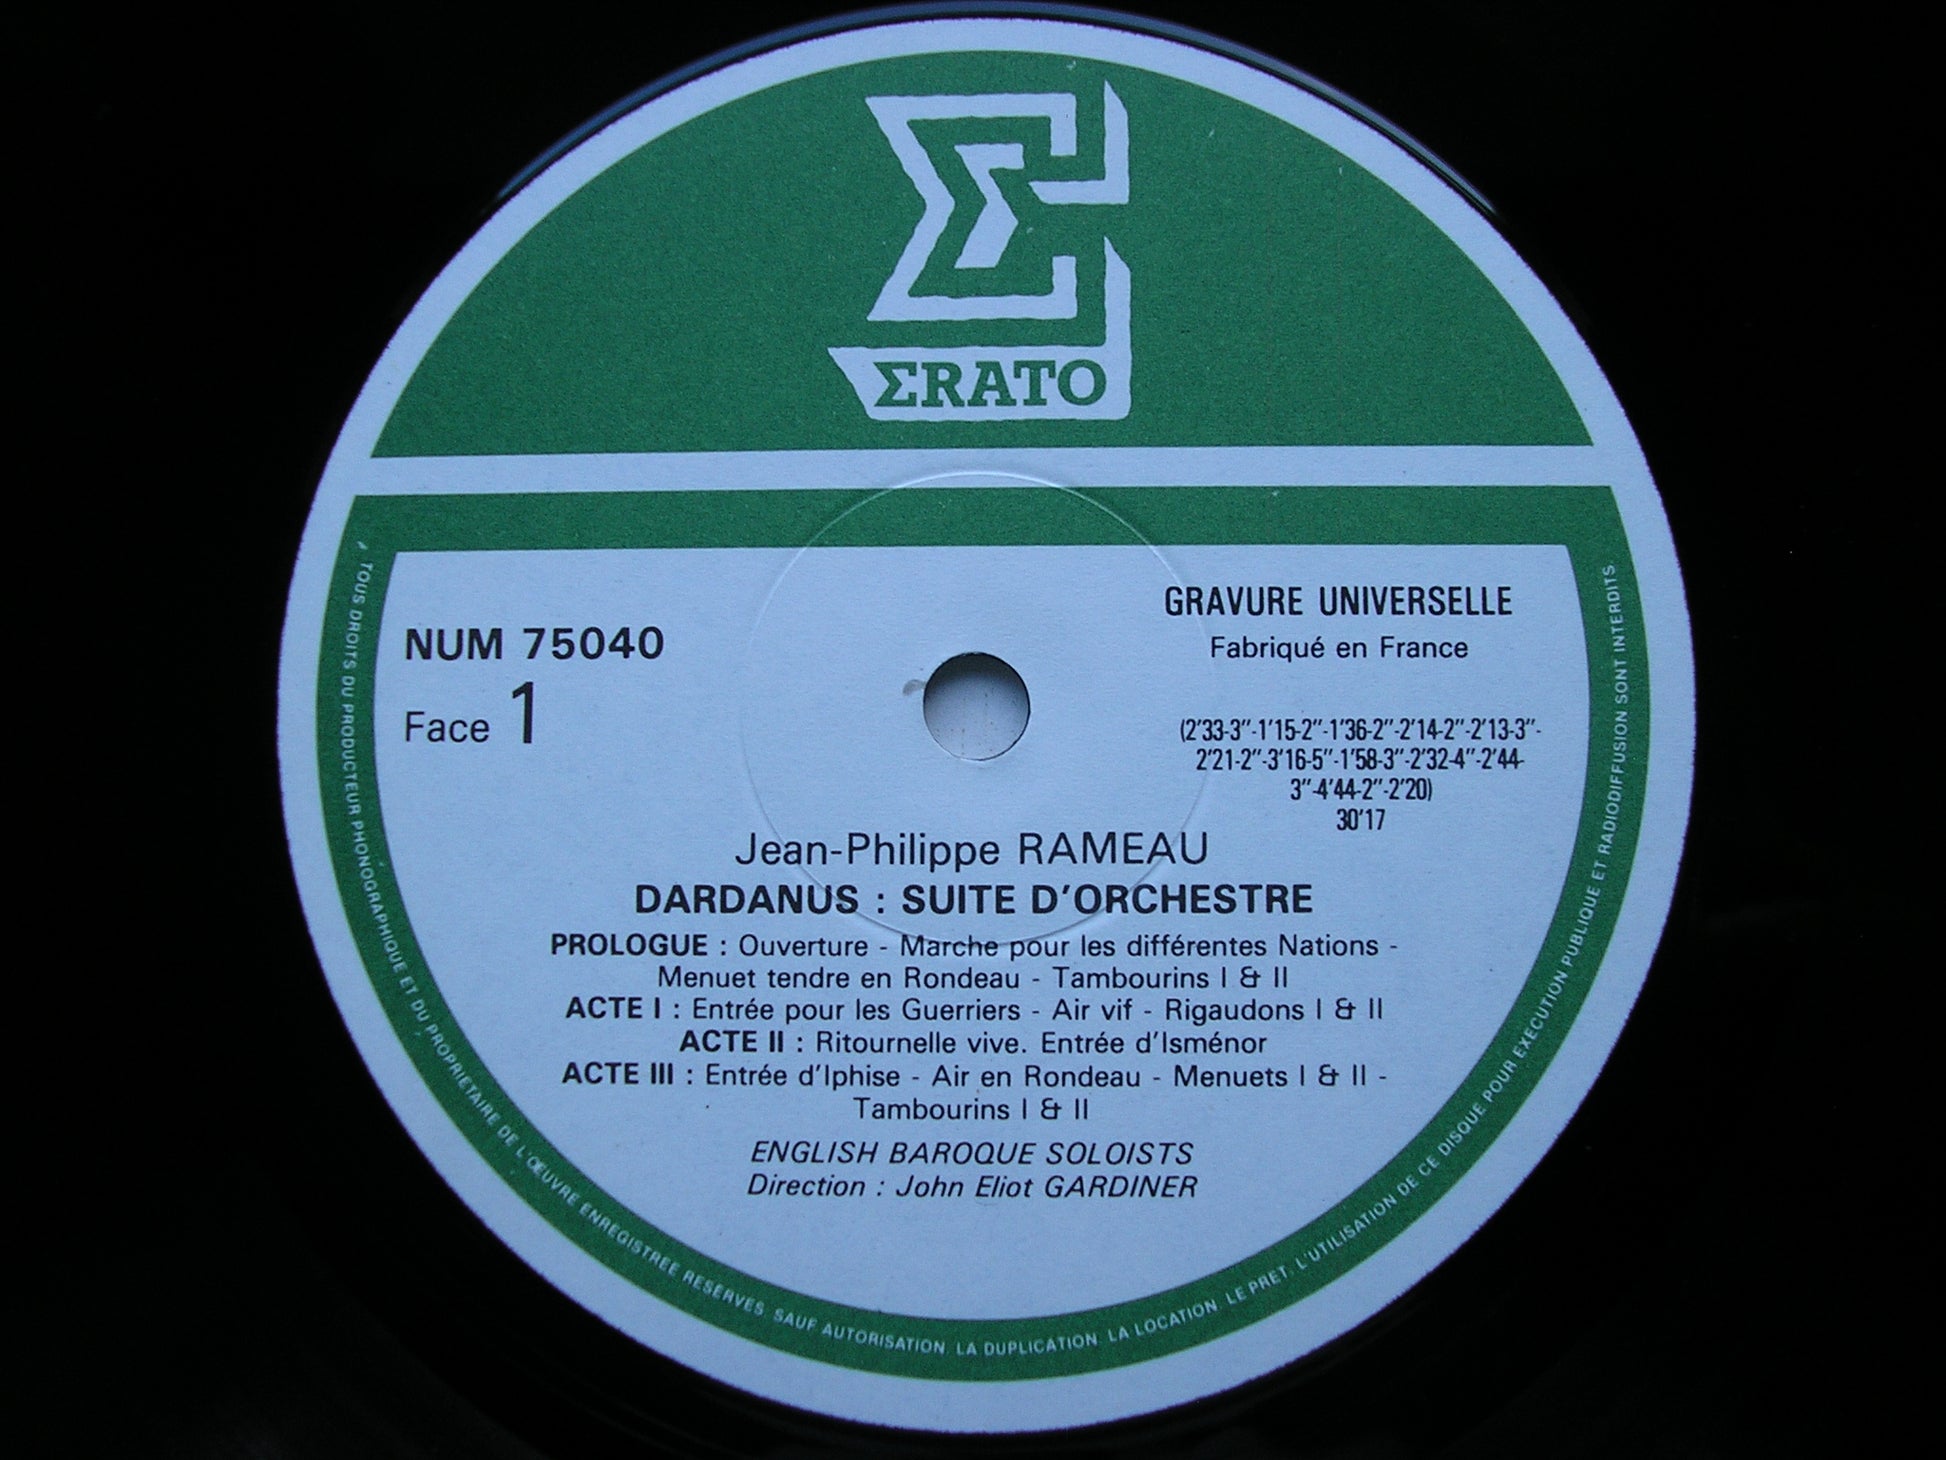 ΣRATO
NUM 75040
Face 1
GRAVURE UNIVERSELLE
Fabriqué en France
(2'33-3"-1'15-2"-1'36-2"-2'14-2"-2'13-3"-
2'21-2"-3'16-5"-1'58-3"-2'32-4"-2'44-
3"-4'44-2"-2'20)
30'17
Jean-Philippe RAMEAU
DARDANUS : SUITE D'ORCHESTRE
PROLOGUE : Ouverture - Marche pour les différentes Nations -
Menuet tendre en Rondeau - Tambourins I & II
ACTE I : Entrée pour les Guerriers - Air vif - Rigaudons I & II
ACTE II : Ritournelle vive. Entrée d'Isménor
ACTE III : Entrée d'Iphise - Air en Rondeau - Menuets I & II -
Tambourins I & II
ENGLISH BAROQUE SOLOISTS
Direction : John Eliot GARDINER
TOUS DROITS DU PRODUCTEUR PHONOGRAPHIQUE ET DU PROPRIETAIRE DE L'ŒUVRE ENREGISTREE RESERVES. SAUF AUTORISATION. LA DUPLICATION. LA LOCATION. LE PRET. L'UTILISATION DE CE DISQUE POUR EXECUTION PUBLIQUE ET RADIODIFFUSION SONT INTERDITS.